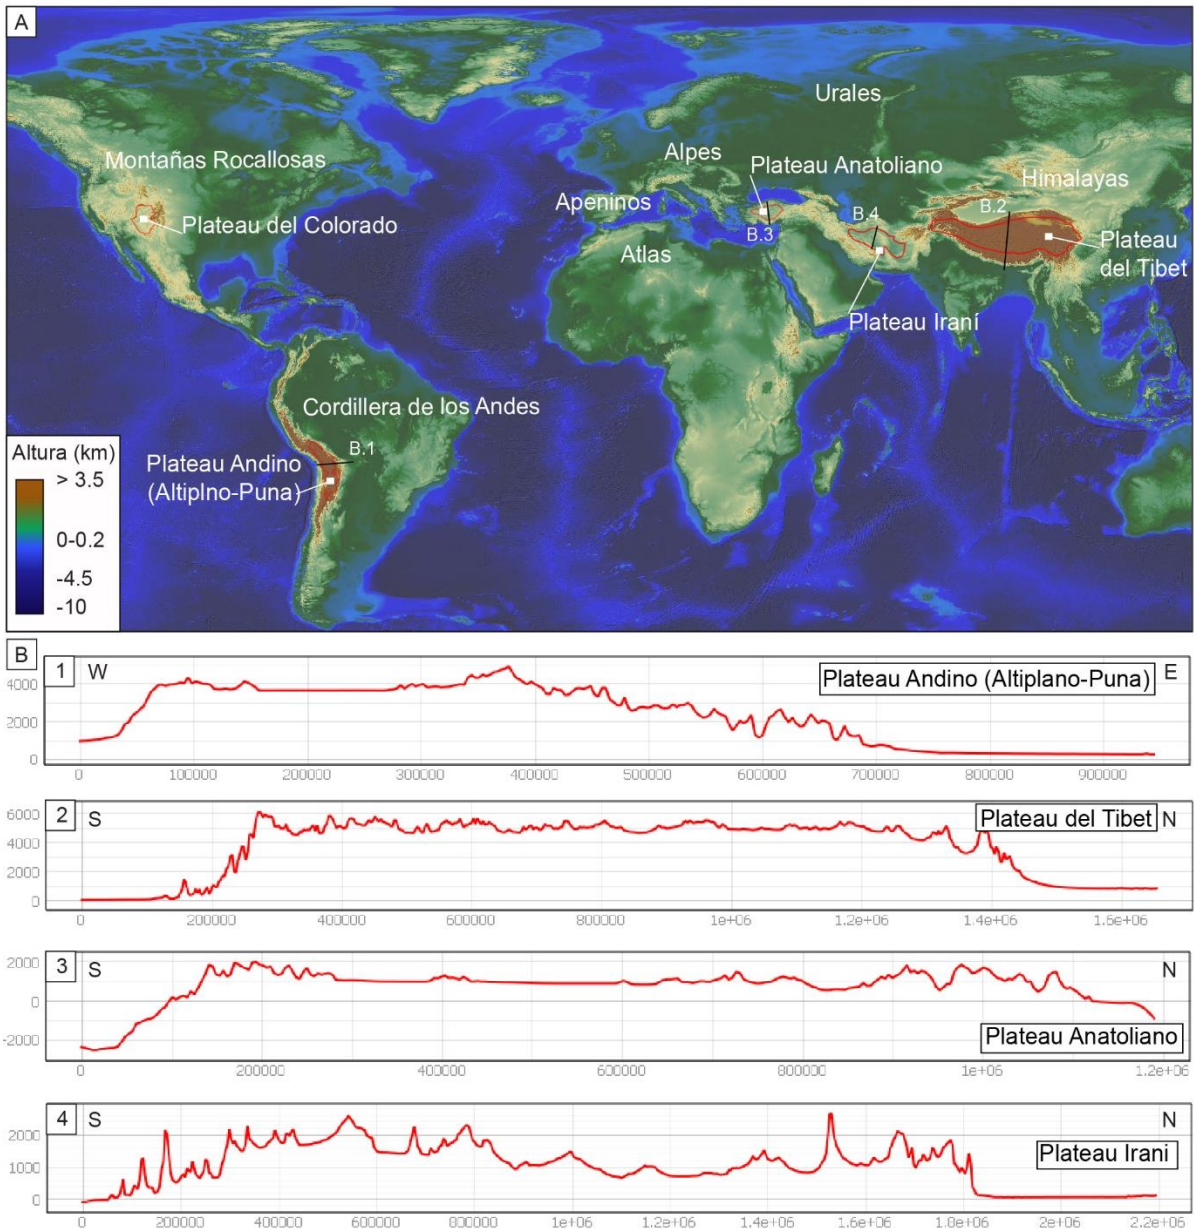 A
Urales
Alpes
Montañas Rocallosas
Plateau Anatoliano
Himalayas
Apeninos
B.4
B.2
Plateau del Colorado
B.3
Plateau
del Tibet
Atlas
Plateau Iraní
Cordillera de los Andes
B.1
Altura (km)
> 3.5
0-0.2
-4.5
-10
Plateau Andino
(Altiplno-Puna)
B
1 W
Plateau Andino (Altiplano-Puna)
E
4000
2000
0
0 100000 200000 300000 400000 500000 600000 700000 800000 900000
2 S
Plateau del Tibet
N
6000
4000
2000
0
0 200000 400000 600000 800000 1e+06 1.2e+06 1.4e+06 1.6e+06
3 S
N
2000
0
-2000
Plateau Anatoliano
0 200000 400000 600000 800000 1e+06 1.2e+06
4 S
N
2000
1000
0
Plateau Irani
0 200000 400000 600000 800000 1e+06 1.2e+06 1.4e+06 1.6e+06 1.8e+06 2e+06 2.2e+06